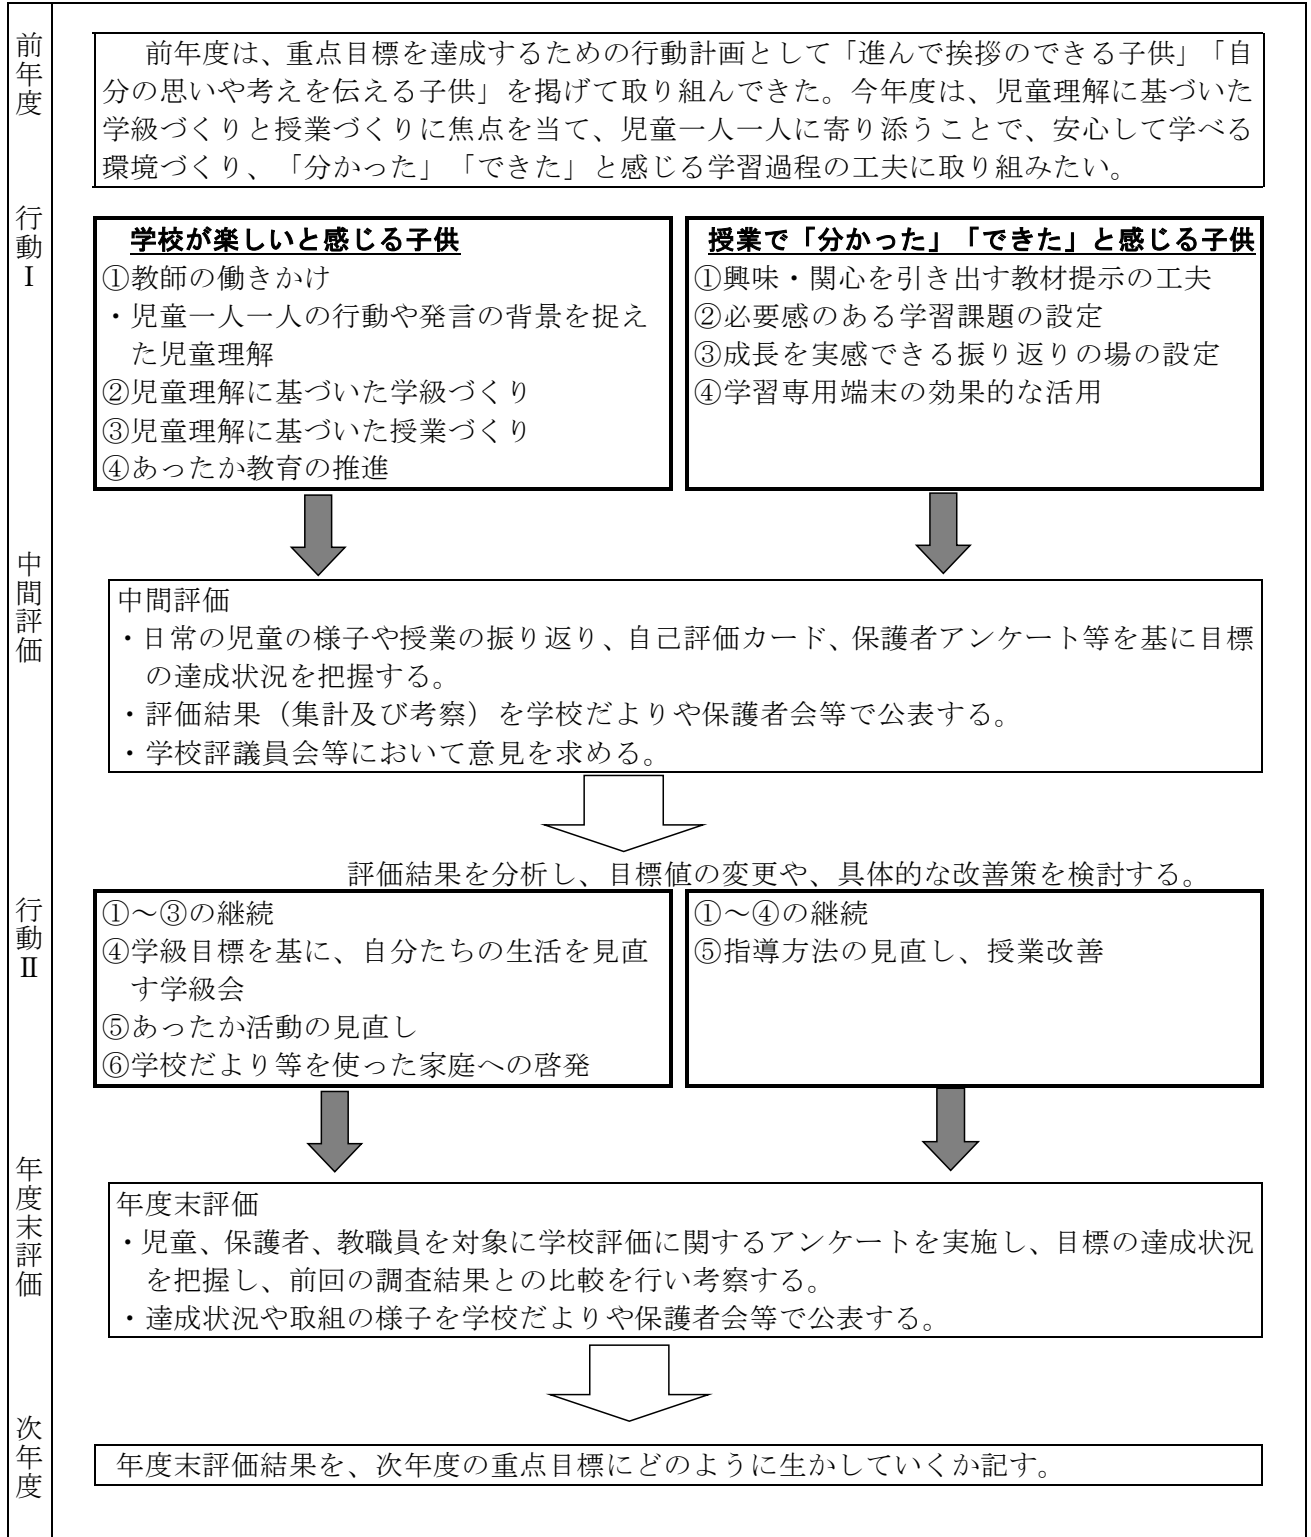 前年度
前年度は、重点目標を達成するための行動計画として「進んで挨拶のできる子供」「自
分の思いや考えを伝える子供」を掲げて取り組んできた。今年度は、児童理解に基づいた
学級づくりと授業づくりに焦点を当て、児童一人一人に寄り添うことで、安心して学べる
環境づくり、「分かった」「できた」と感じる学習過程の工夫に取り組みたい。
行動Ⅰ
学校が楽しいと感じる子供
①教師の働きかけ
・児童一人一人の行動や発言の背景を捉え
た児童理解
②児童理解に基づいた学級づくり
③児童理解に基づいた授業づくり
④あったか教育の推進
授業で「分かった」「できた」と感じる子供
①興味・関心を引き出す教材提示の工夫
②必要感のある学習課題の設定
③成長を実感できる振り返りの場の設定
④学習専用端末の効果的な活用
中間評価
中間評価
・日常の児童の様子や授業の振り返り、自己評価カード、保護者アンケート等を基に目標
の達成状況を把握する。
・評価結果（集計及び考察）を学校だよりや保護者会等で公表する。
・学校評議員会等において意見を求める。
評価結果を分析し、目標値の変更や、具体的な改善策を検討する。
行動Ⅱ
①～③の継続
④学級目標を基に、自分たちの生活を見直
す学級会
⑤あったか活動の見直し
⑥学校だより等を使った家庭への啓発
①～④の継続
⑤指導方法の見直し、授業改善
年度末評価
年度末評価
・児童、保護者、教職員を対象に学校評価に関するアンケートを実施し、目標の達成状況
を把握し、前回の調査結果との比較を行い考察する。
・達成状況や取組の様子を学校だよりや保護者会等で公表する。
次年度
年度末評価結果を、次年度の重点目標にどのように生かしていくか記す。